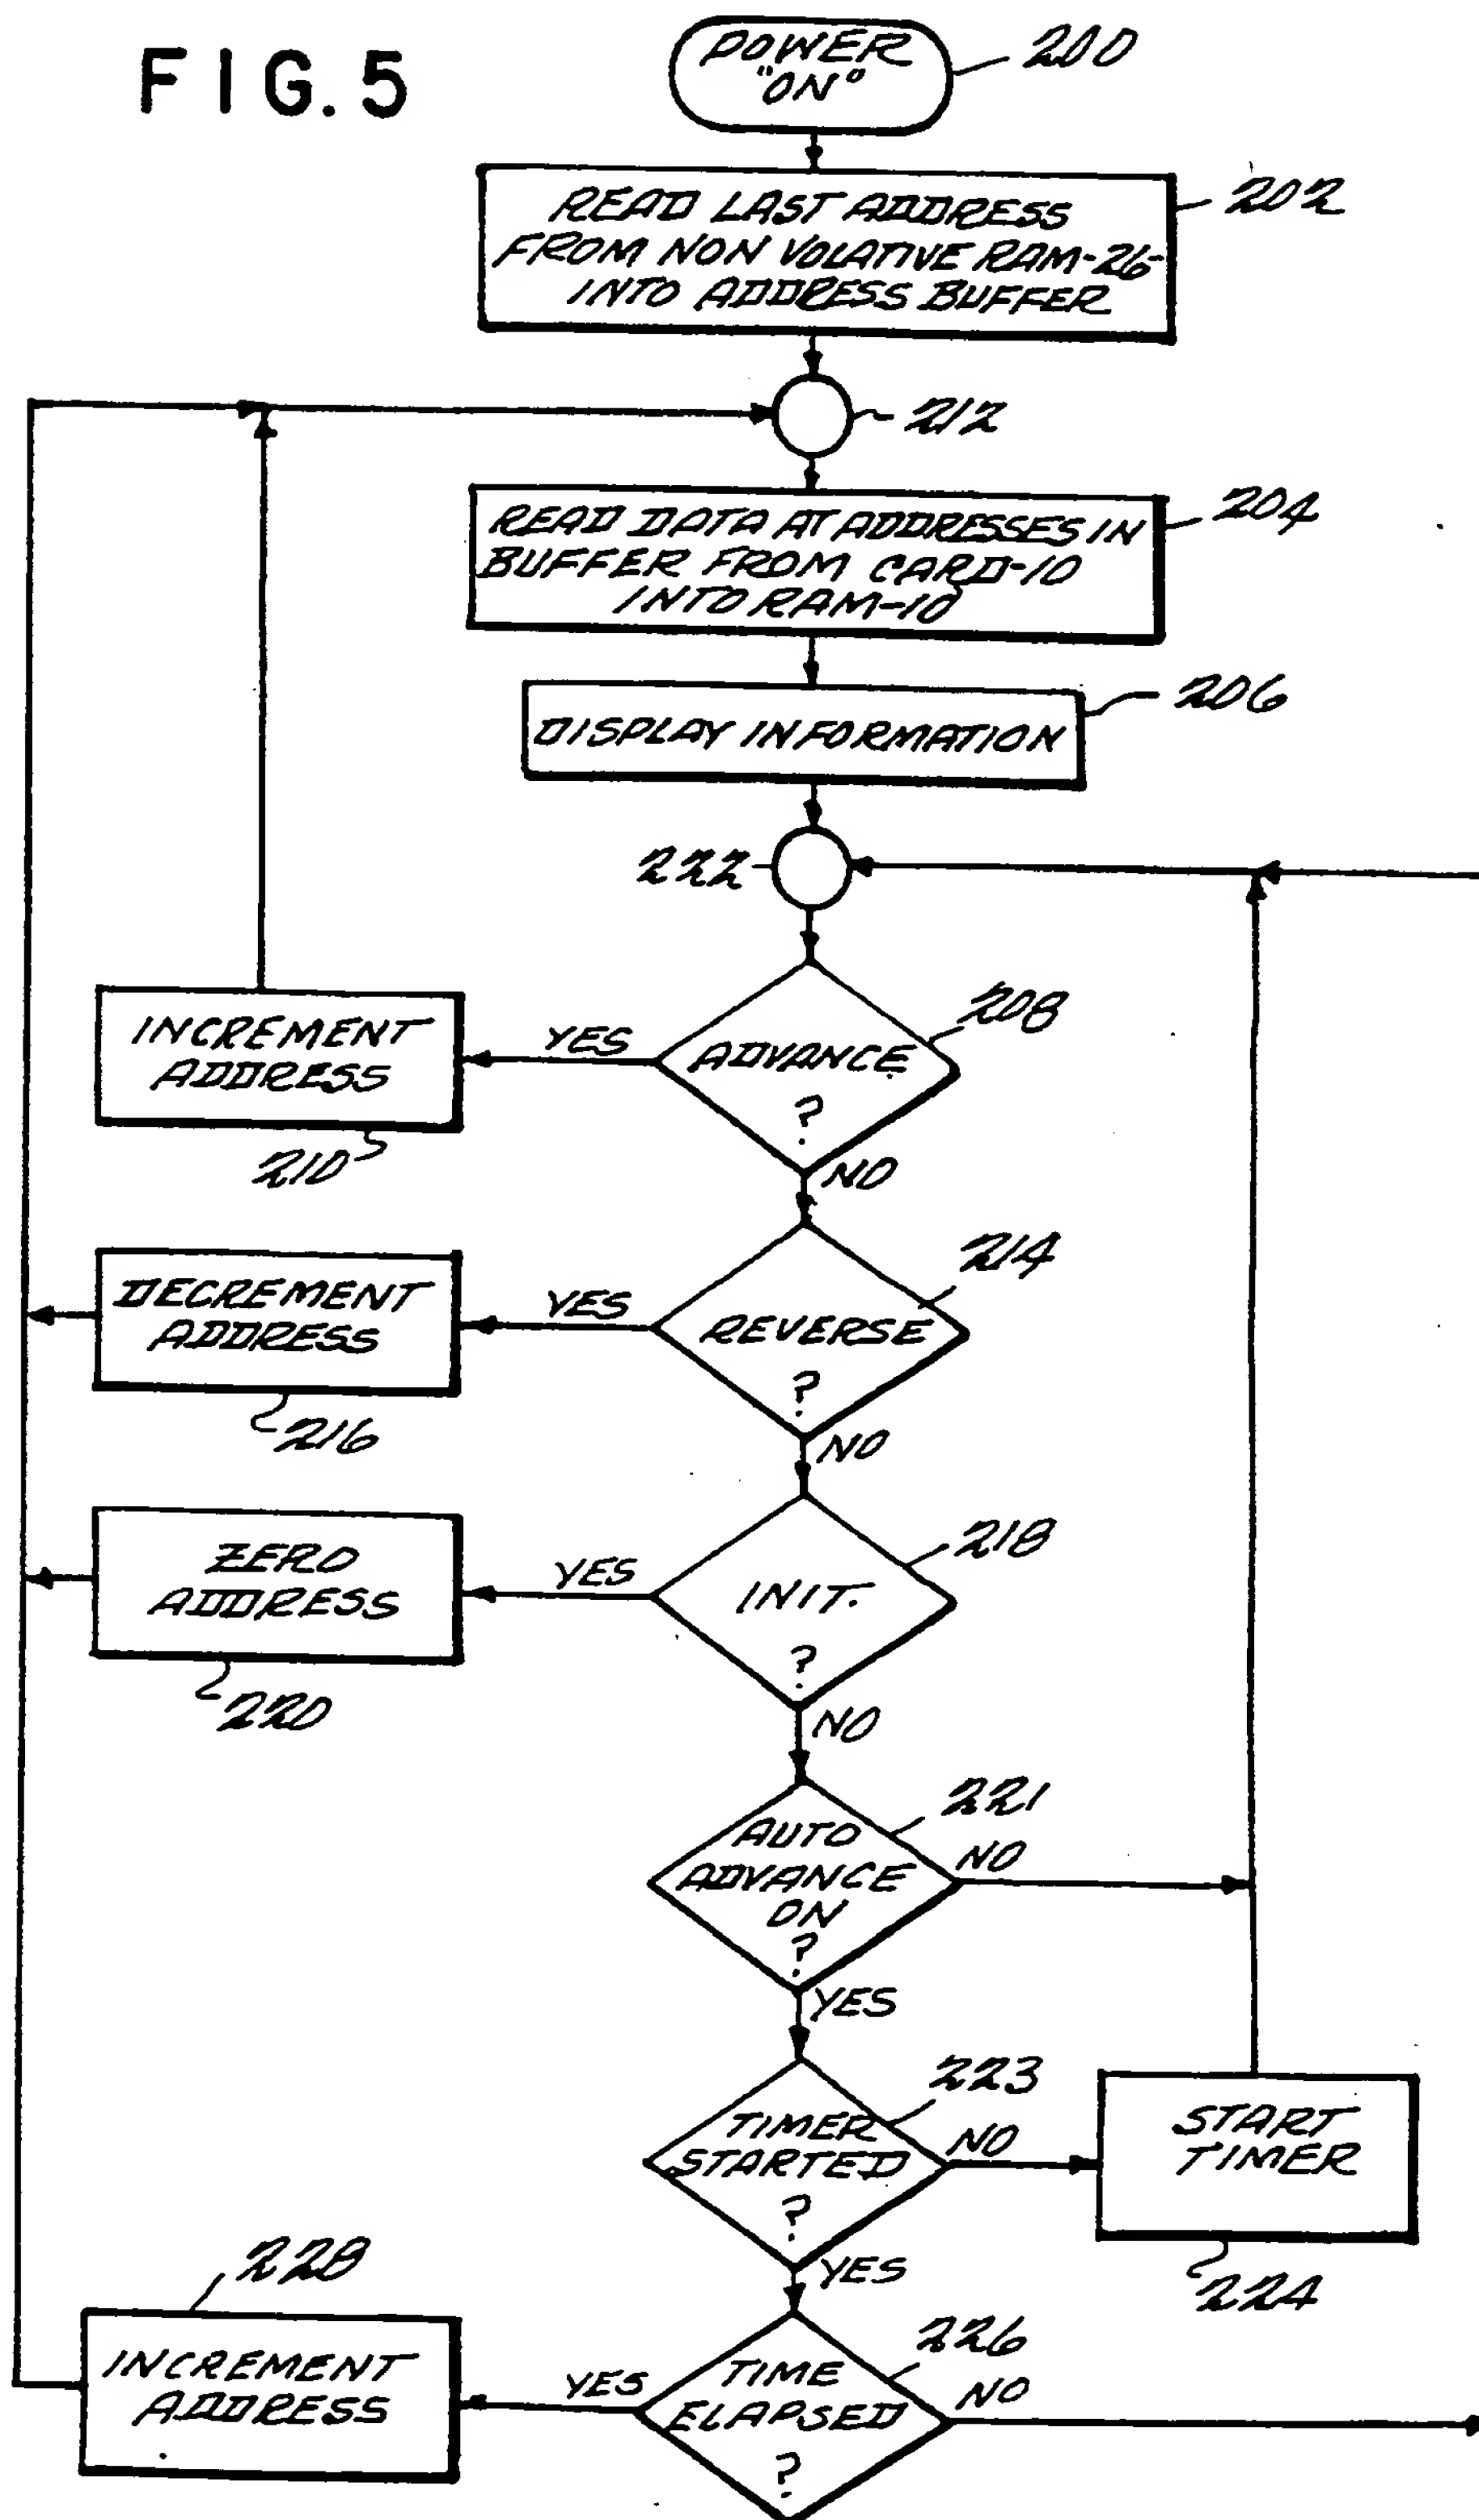 FIG. 5
POWER
"ON"
200
READ LAST ADDRESS
FROM NON VOLATIVE RAM-26-
INTO ADDRESS BUFFER
202
212
READ DATA AT ADDRESSES IN
BUFFER FROM CARD-10
INTO RAM-10
204
DISPLAY INFORMATION
206
222
ADVANCE
?
208
YES
INCREMENT
ADDRESS
210
NO
REVERSE
?
214
YES
DECREMENT
ADDRESS
216
NO
INIT.
?
218
YES
ZERO
ADDRESS
220
NO
AUTO
ADVANCE
ON
?
221
NO
YES
TIMER
STARTED
?
223
NO
START
TIMER
224
YES
TIME
ELAPSED
?
226
NO
YES
INCREMENT
ADDRESS
228